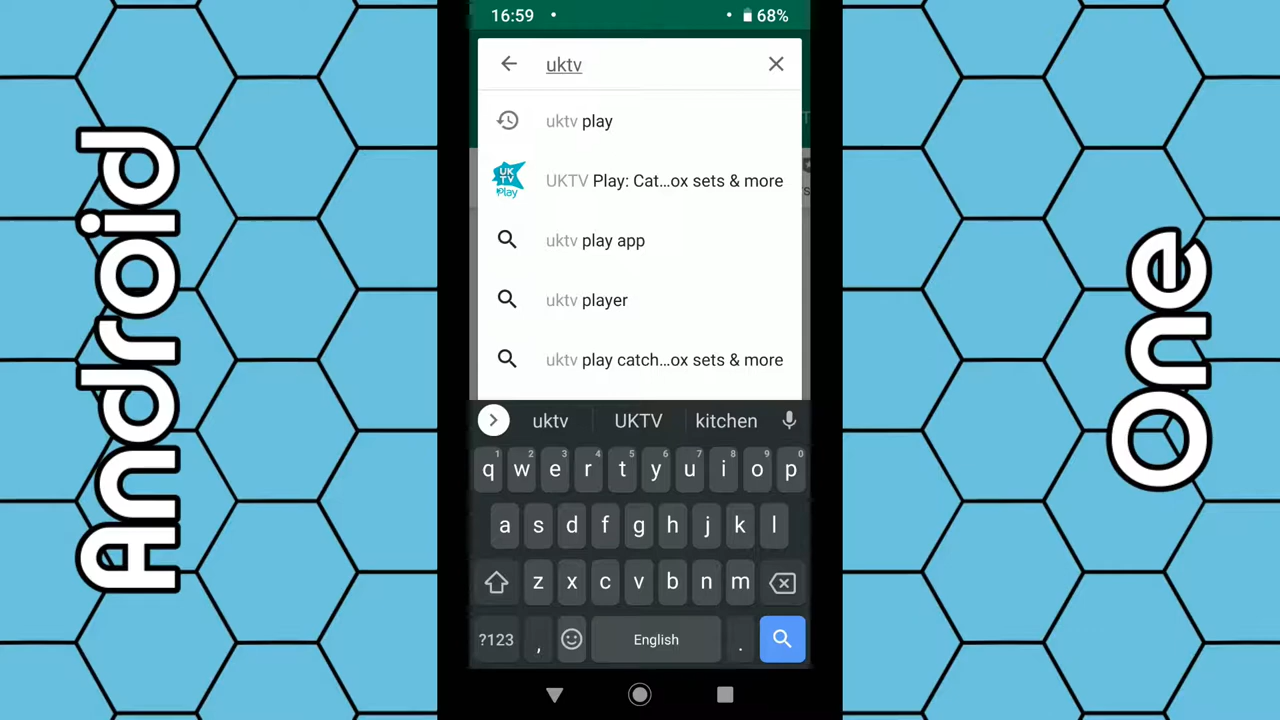 Android
16:59
68%
uktv
uktv play
UK
TV
Play
UKTV Play: Cat...ox sets & more
uktv play app
uktv player
uktv play catch...ox sets & more
uktv UKTV kitchen
1 2 3 4 5 6 7 8 9 0
q w e r t y u i o p
a s d f g h j k l
z x c v b n m
?123 , English .
One